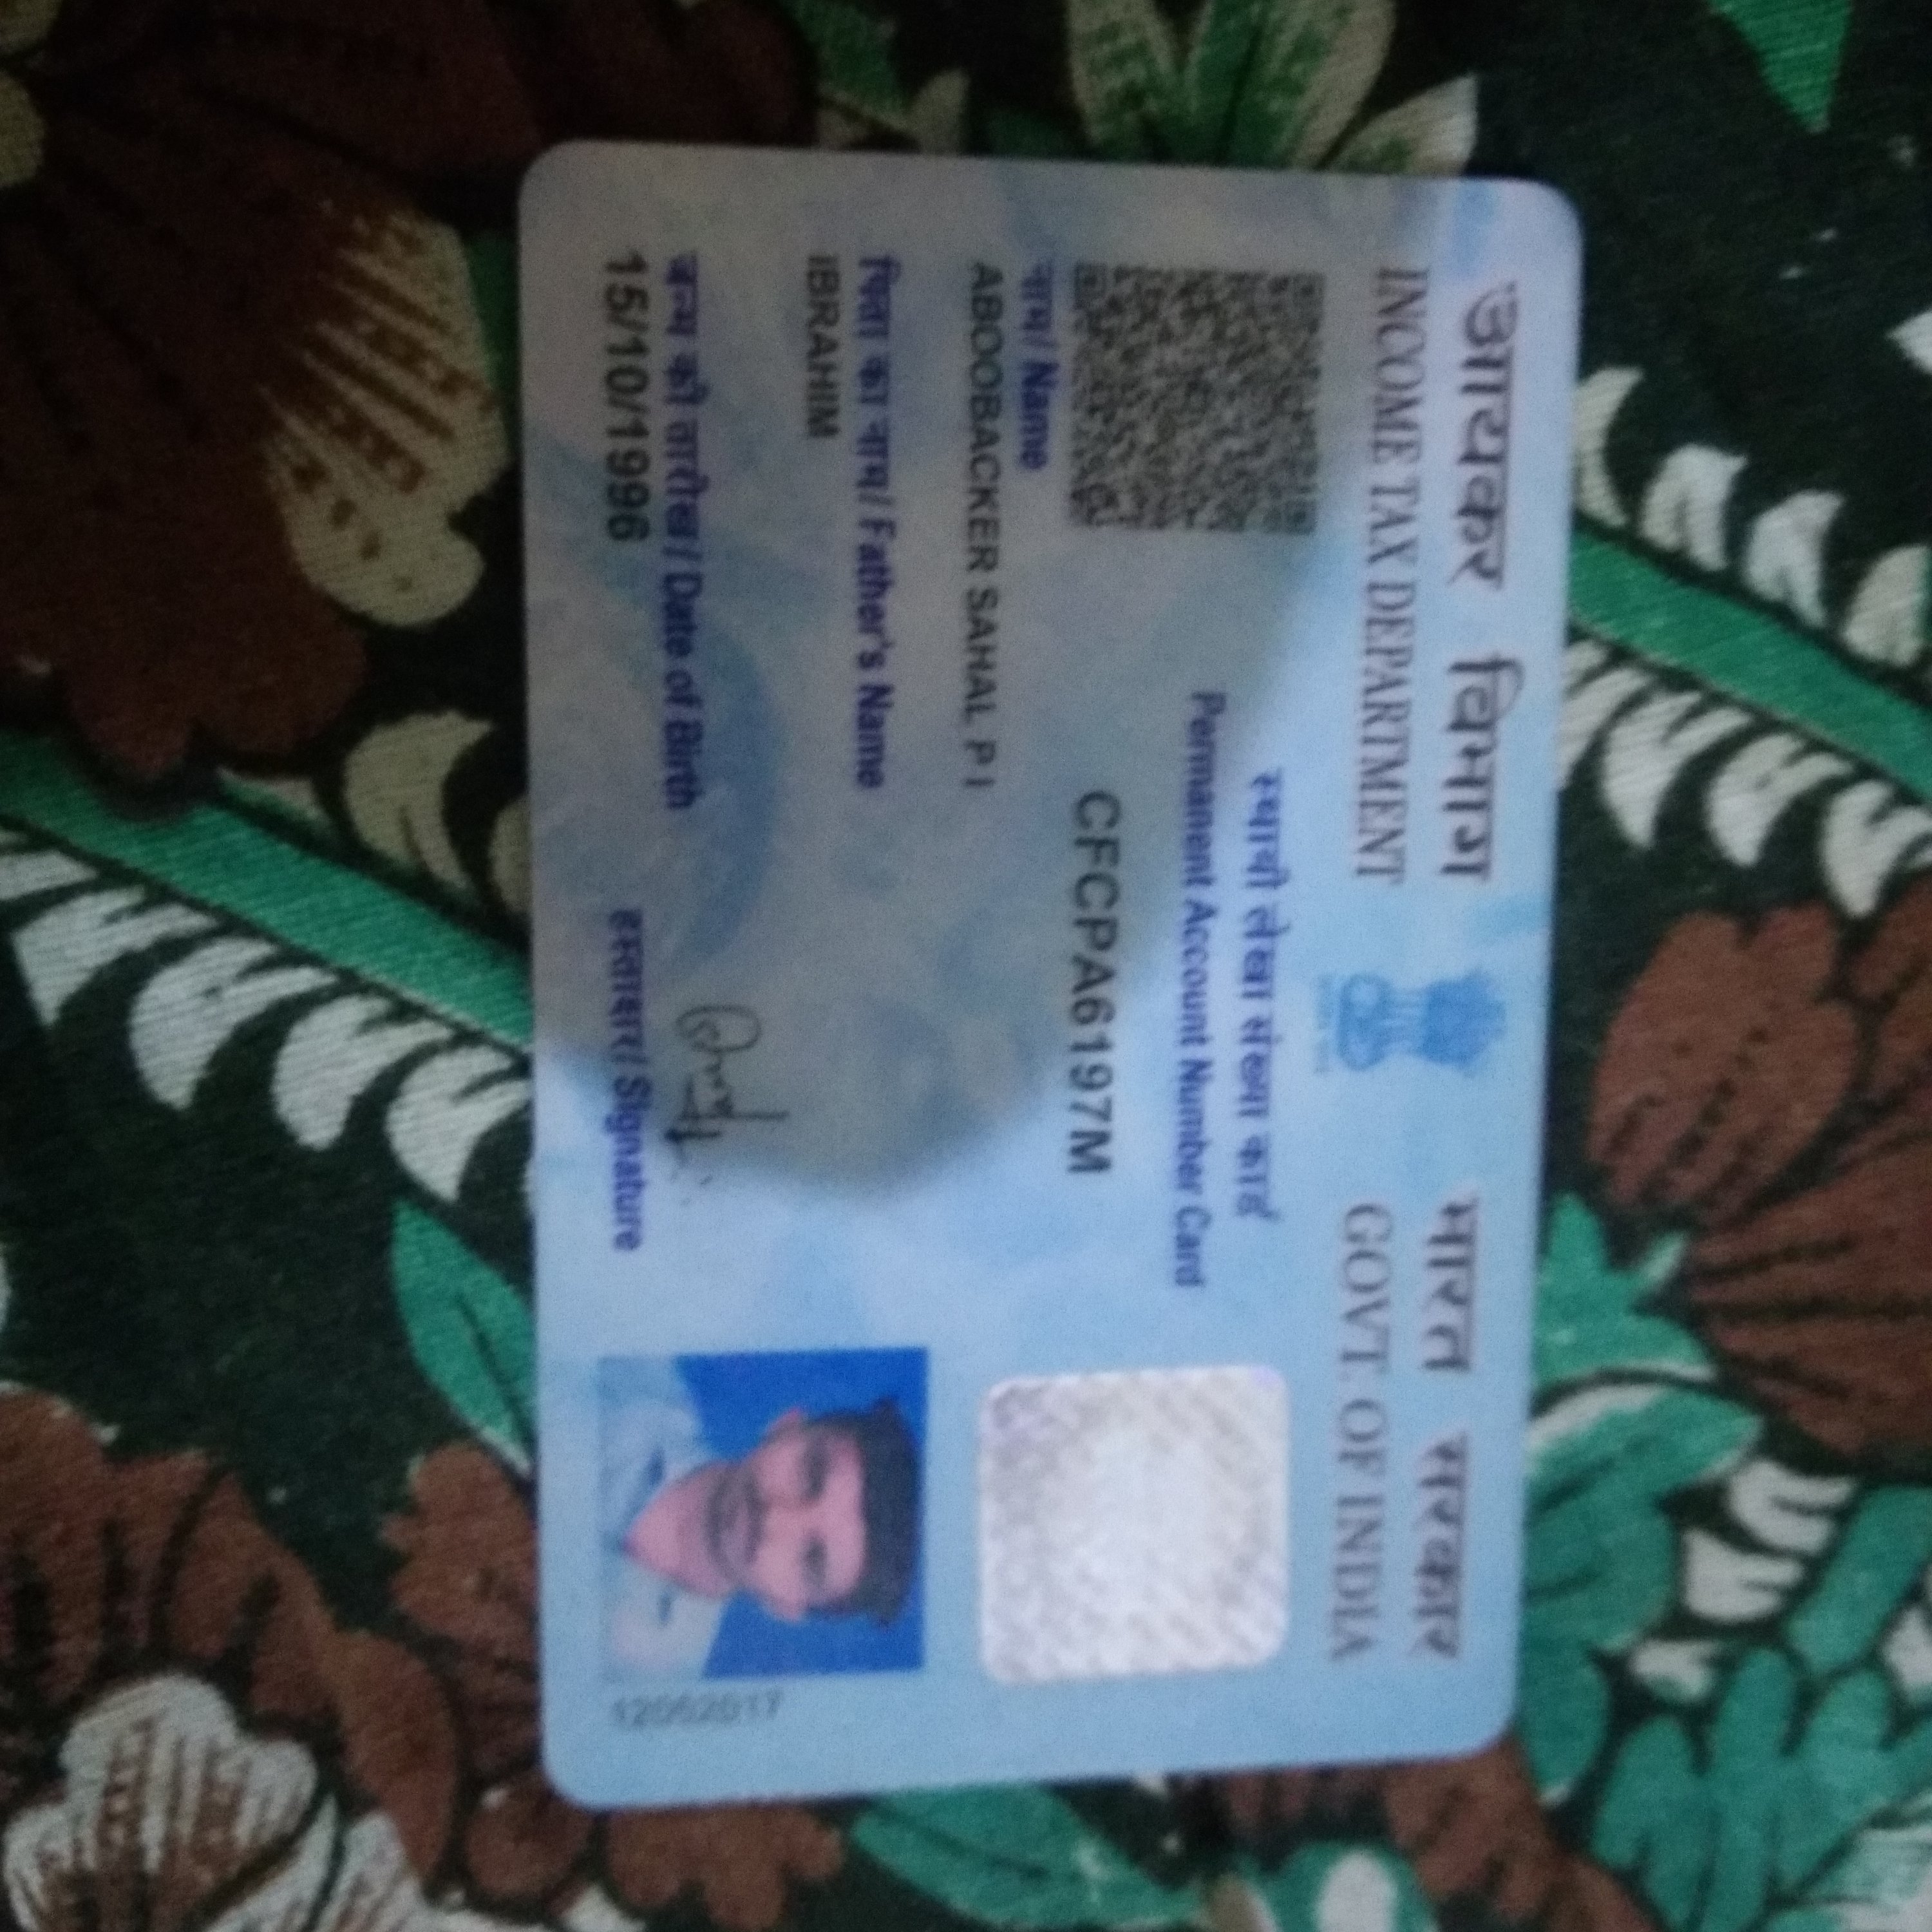 आयकर विभाग
INCOME TAX DEPARTMENT
भारत सरकार
GOVT. OF INDIA
स्थायी लेखा संख्या कार्ड
Permanent Account Number Card
CFCPA6197M
नाम / Name
ABOOBACKER SAHAL P I
पिता का नाम / Father's Name
IBRAHIM
जन्म की तारीख / Date of Birth
15/10/1996
हस्ताक्षर / Signature
12062017